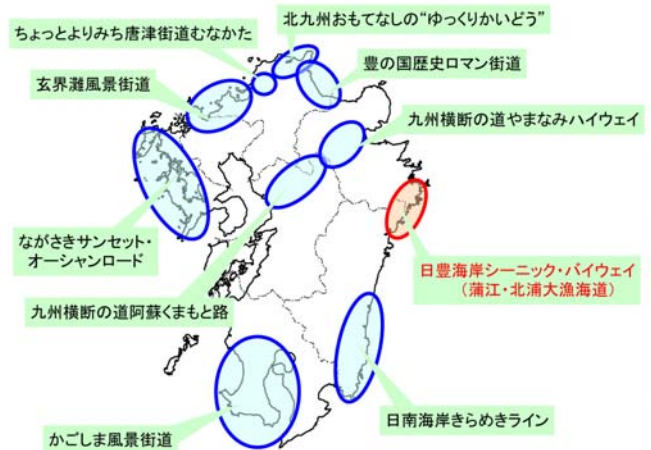 北九州おもてなしの“ゆっくりかいどう”
ちょっとよりみち唐津街道むなかた
豊の国歴史ロマン街道
玄界灘風景街道
九州横断の道やまなみハイウェイ
ながさきサンセット・
オーシャンロード
日豊海岸シーニック・バイウェイ
（蒲江・北浦大漁海道）
九州横断の道阿蘇くまもと路
日南海岸きらめきライン
かごしま風景街道